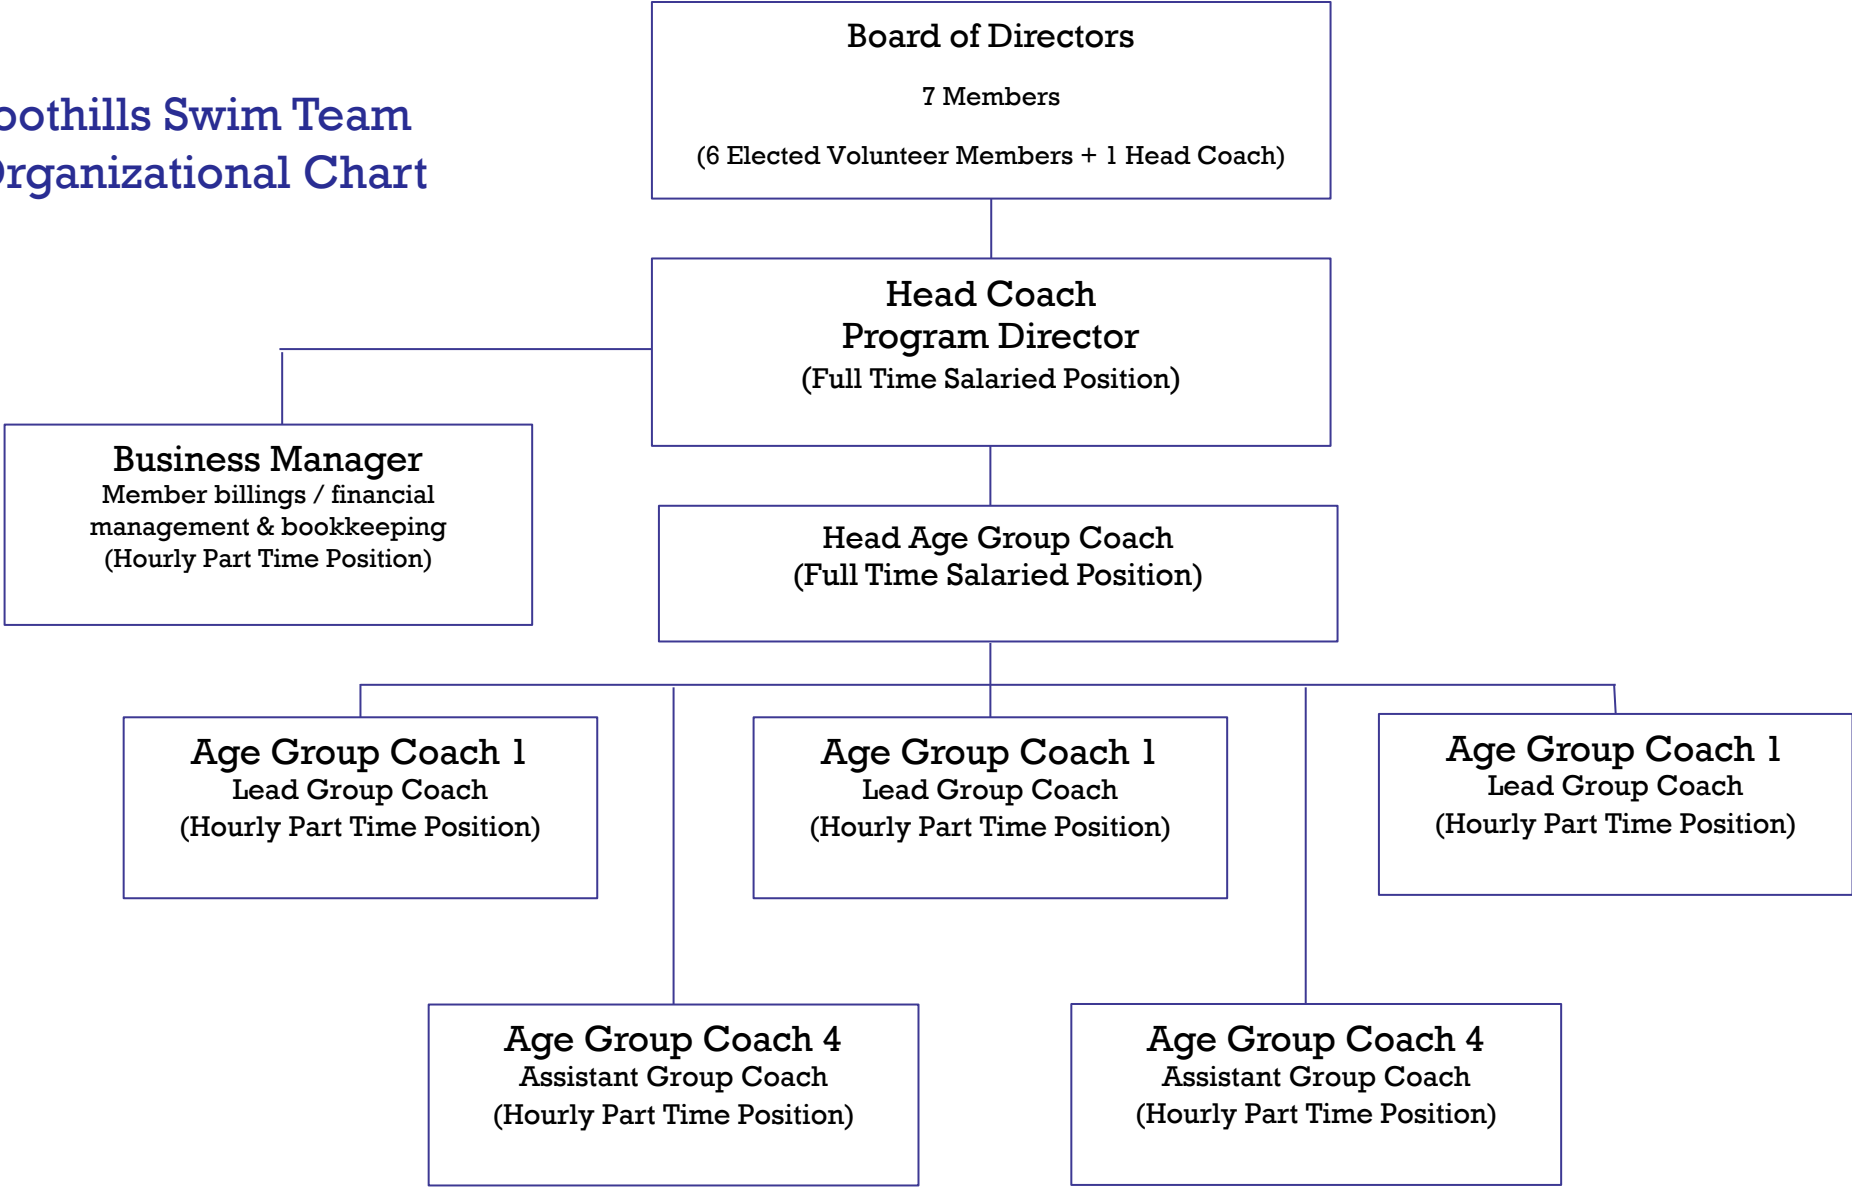 Board of Directors
7 Members
(6 Elected Volunteer Members + 1 Head Coach)
oothills Swim Team
Organizational Chart
Head Coach
Program Director
(Full Time Salaried Position)
Business Manager
Member billings / financial
management & bookkeeping
(Hourly Part Time Position)
Head Age Group Coach
(Full Time Salaried Position)
Age Group Coach 1
Lead Group Coach
(Hourly Part Time Position)
Age Group Coach 1
Lead Group Coach
(Hourly Part Time Position)
Age Group Coach 1
Lead Group Coach
(Hourly Part Time Position)
Age Group Coach 4
Assistant Group Coach
(Hourly Part Time Position)
Age Group Coach 4
Assistant Group Coach
(Hourly Part Time Position)